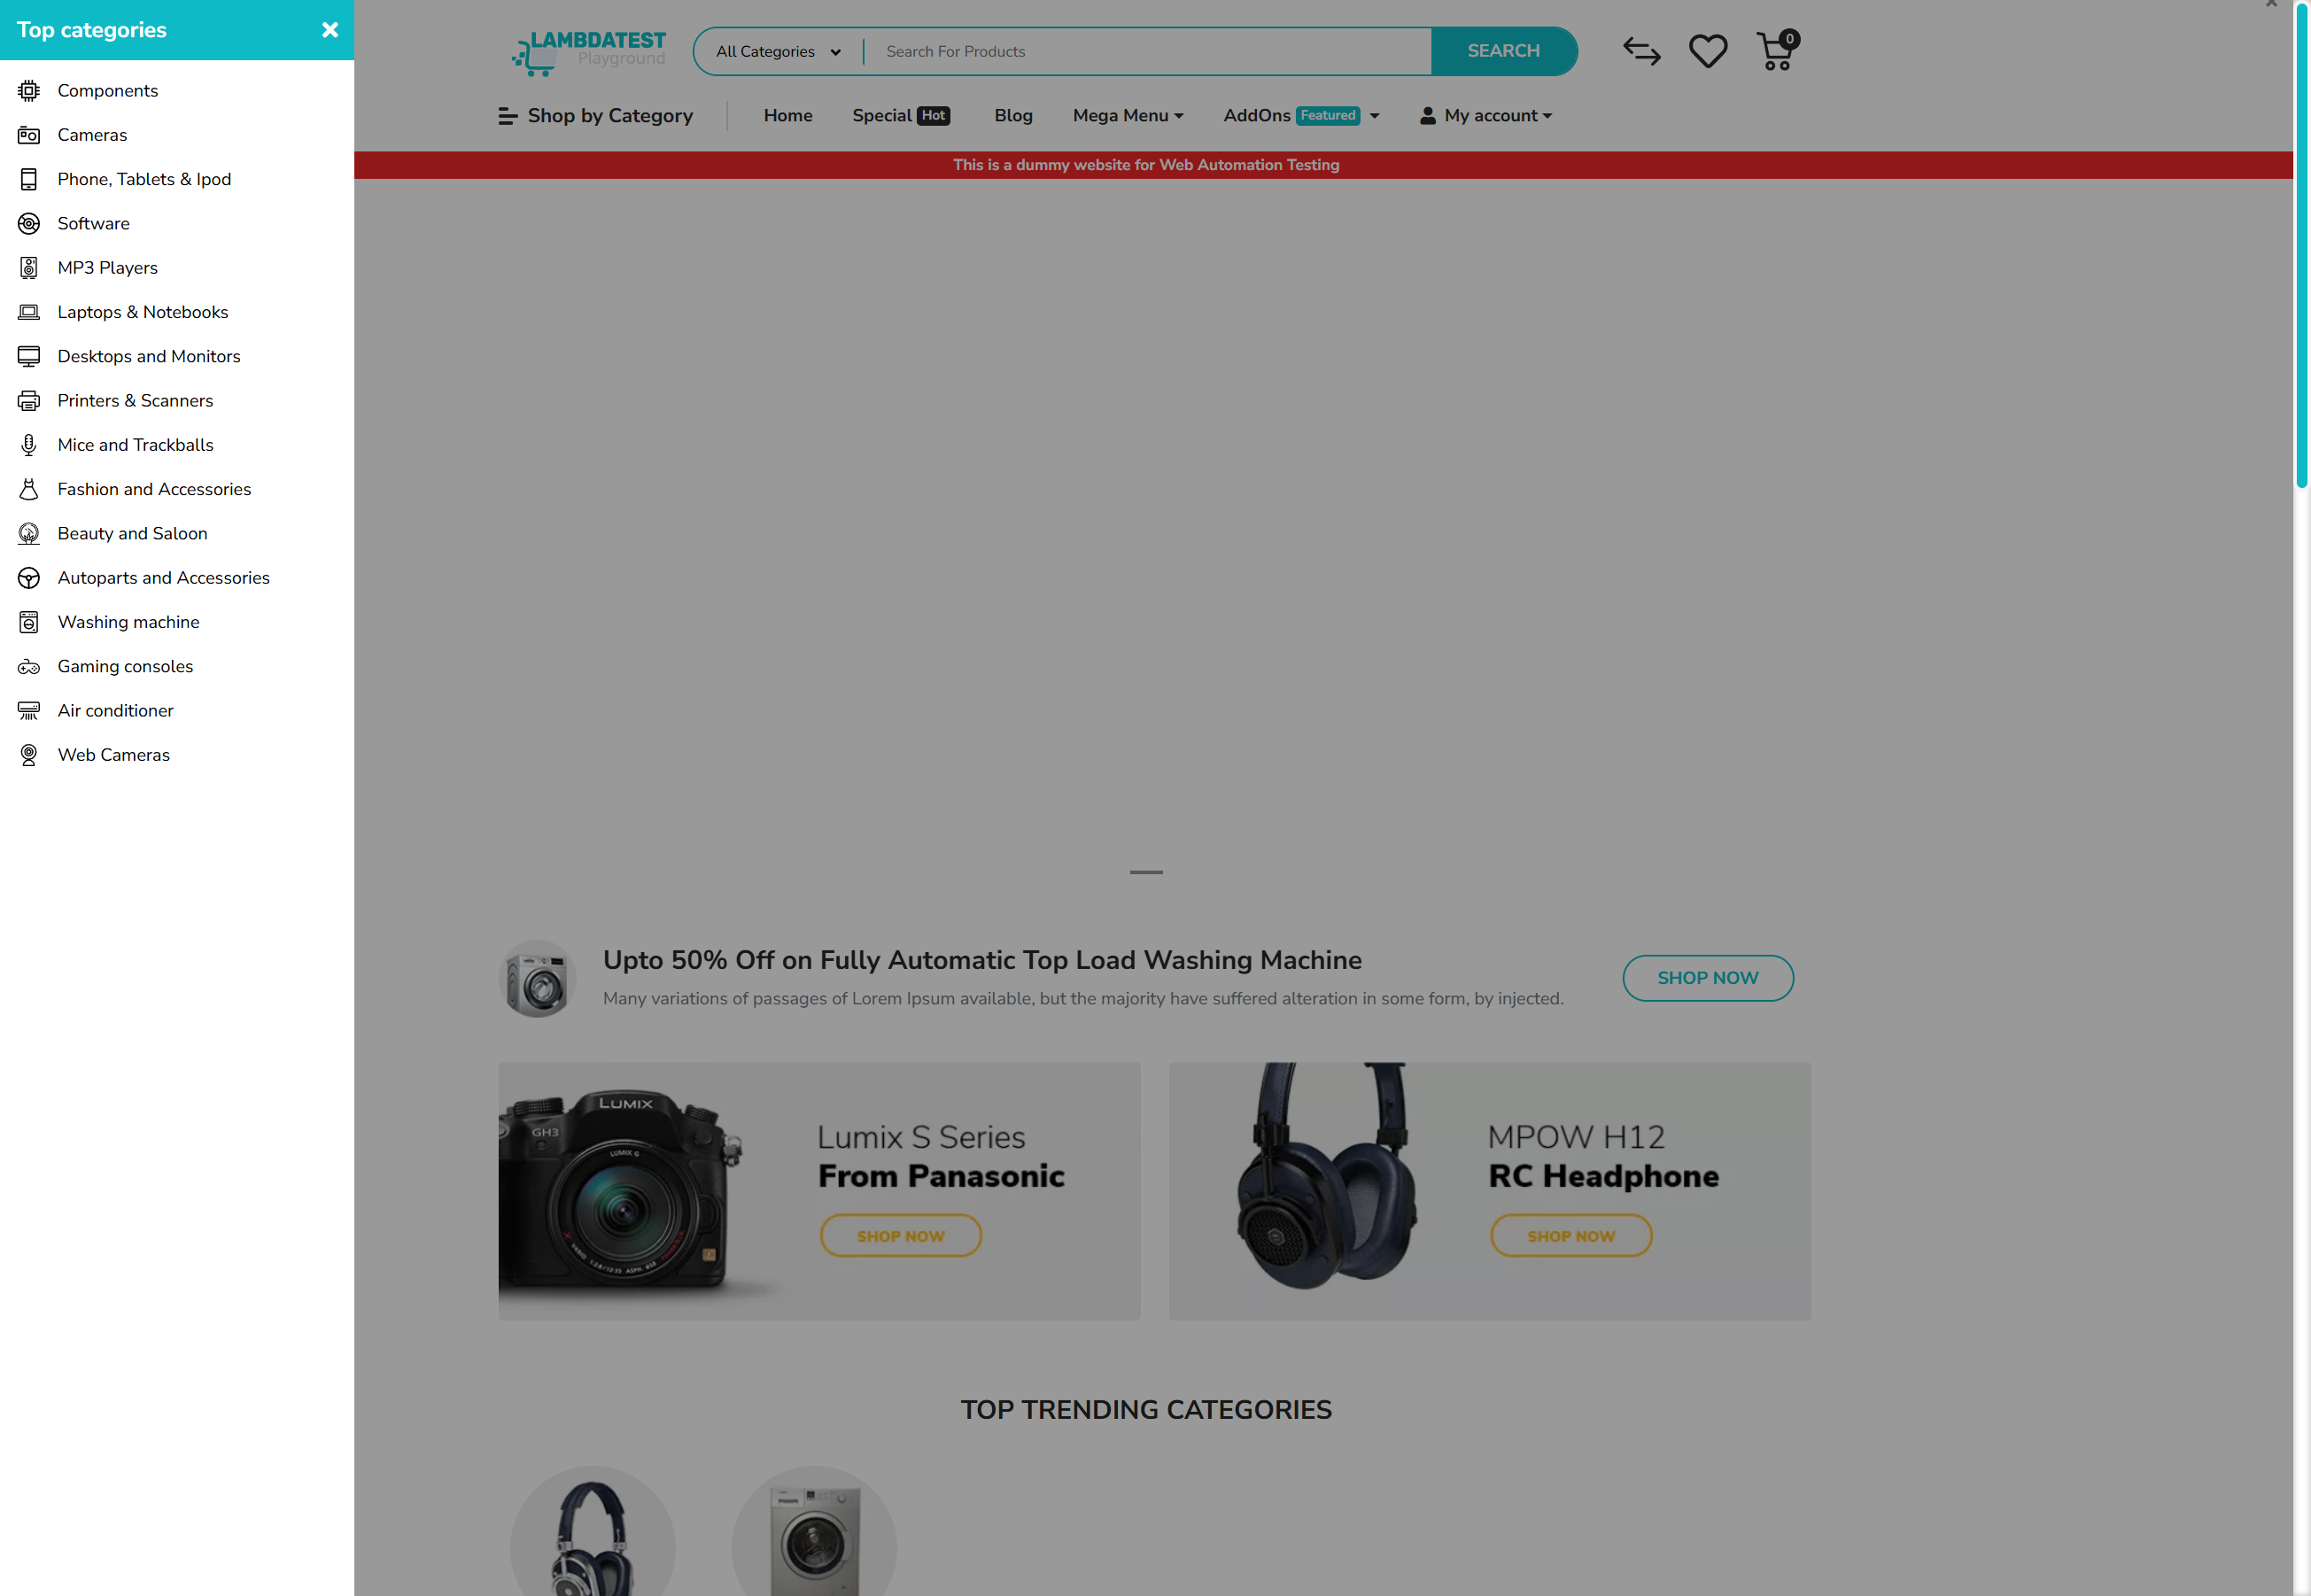 Top categories
Components
Cameras
Phone, Tablets & Ipod
Software
MP3 Players
Laptops & Notebooks
Desktops and Monitors
Printers & Scanners
Mice and Trackballs
Fashion and Accessories
Beauty and Saloon
Autoparts and Accessories
Washing machine
Gaming consoles
Air conditioner
Web Cameras
LAMBDATEST
Playground
All Categories
Search For Products
SEARCH
0
Shop by Category
Home
Special Hot
Blog
Mega Menu
AddOns Featured
My account
This is a dummy website for Web Automation Testing
Upto 50% Off on Fully Automatic Top Load Washing Machine
Many variations of passages of Lorem Ipsum available, but the majority have suffered alteration in some form, by injected.
SHOP NOW
LUMIX
GH3
LUMIX G
Lumix S Series
From Panasonic
SHOP NOW
MPOW H12
RC Headphone
SHOP NOW
TOP TRENDING CATEGORIES